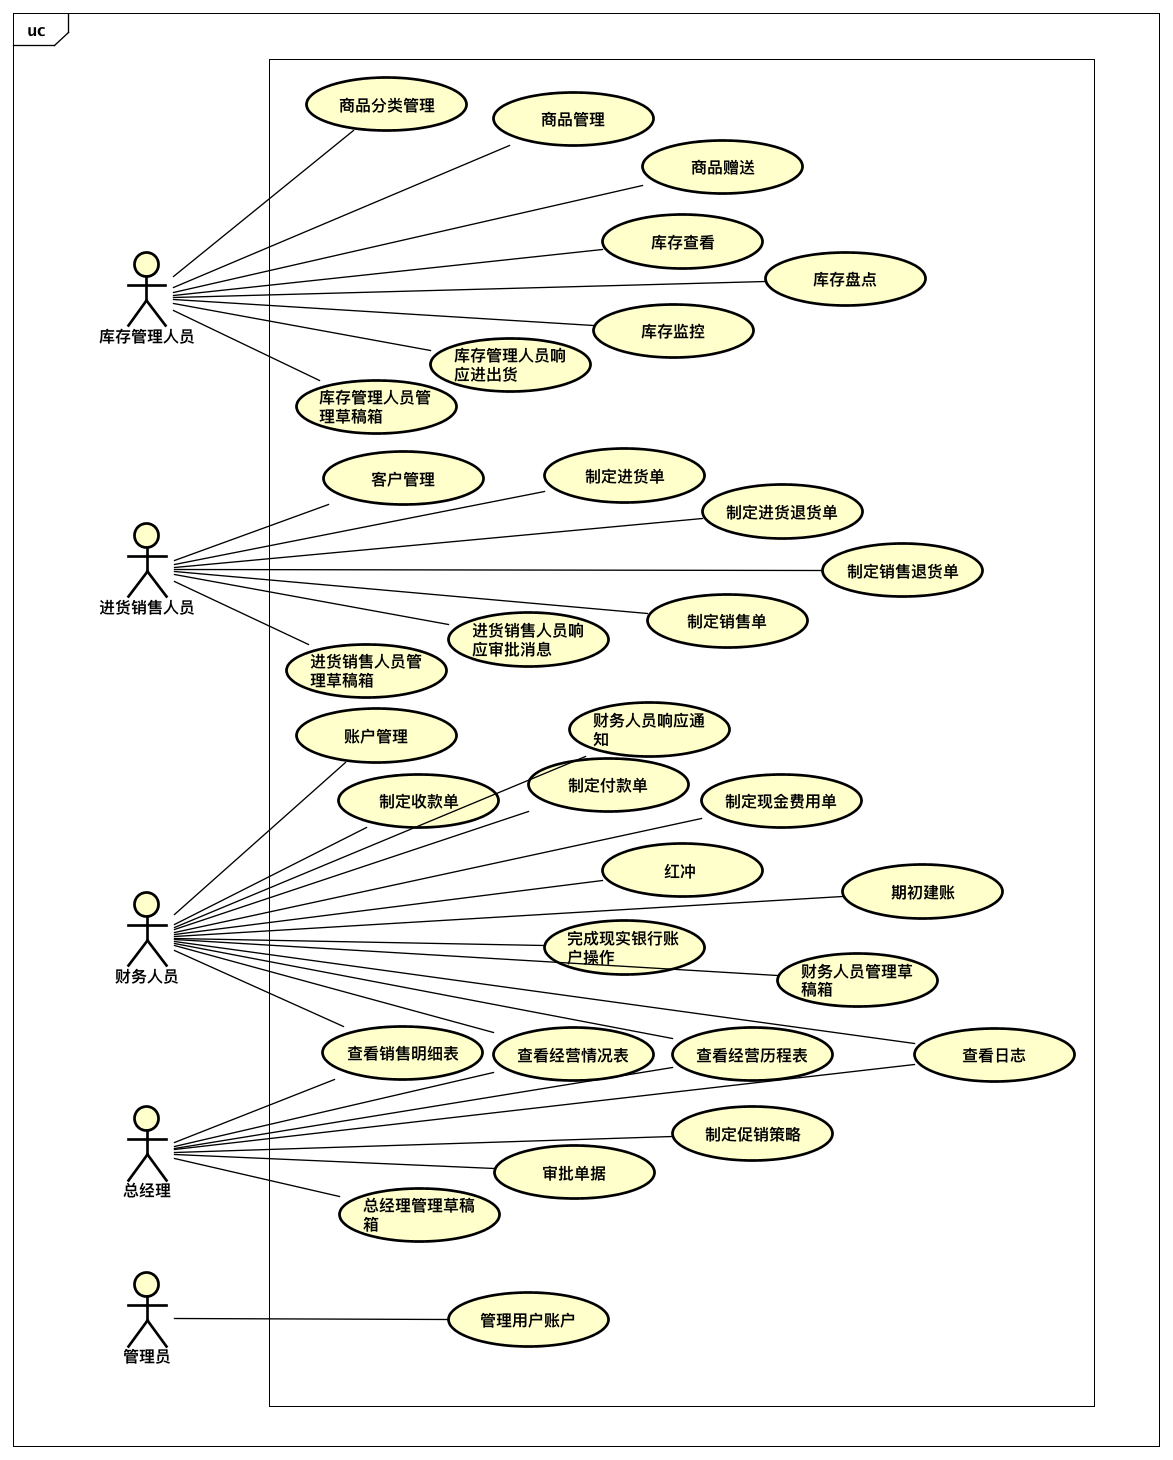 uc
商品分类管理
商品管理
商品赠送
库存查看
库存盘点
库存管理人员
库存监控
库存管理人员响
应进出货
库存管理人员管
理草稿箱
客户管理
制定进货单
制定进货退货单
制定销售退货单
进货销售人员
制定销售单
进货销售人员响
应审批消息
进货销售人员管
理草稿箱
账户管理
财务人员响应通
知
制定收款单
制定付款单
制定现金费用单
红冲
期初建账
财务人员
完成现实银行账
户操作
财务人员管理草
稿箱
查看销售明细表
查看经营情况表
查看经营历程表
查看日志
制定促销策略
审批单据
总经理
总经理管理草稿
箱
管理用户账户
管理员